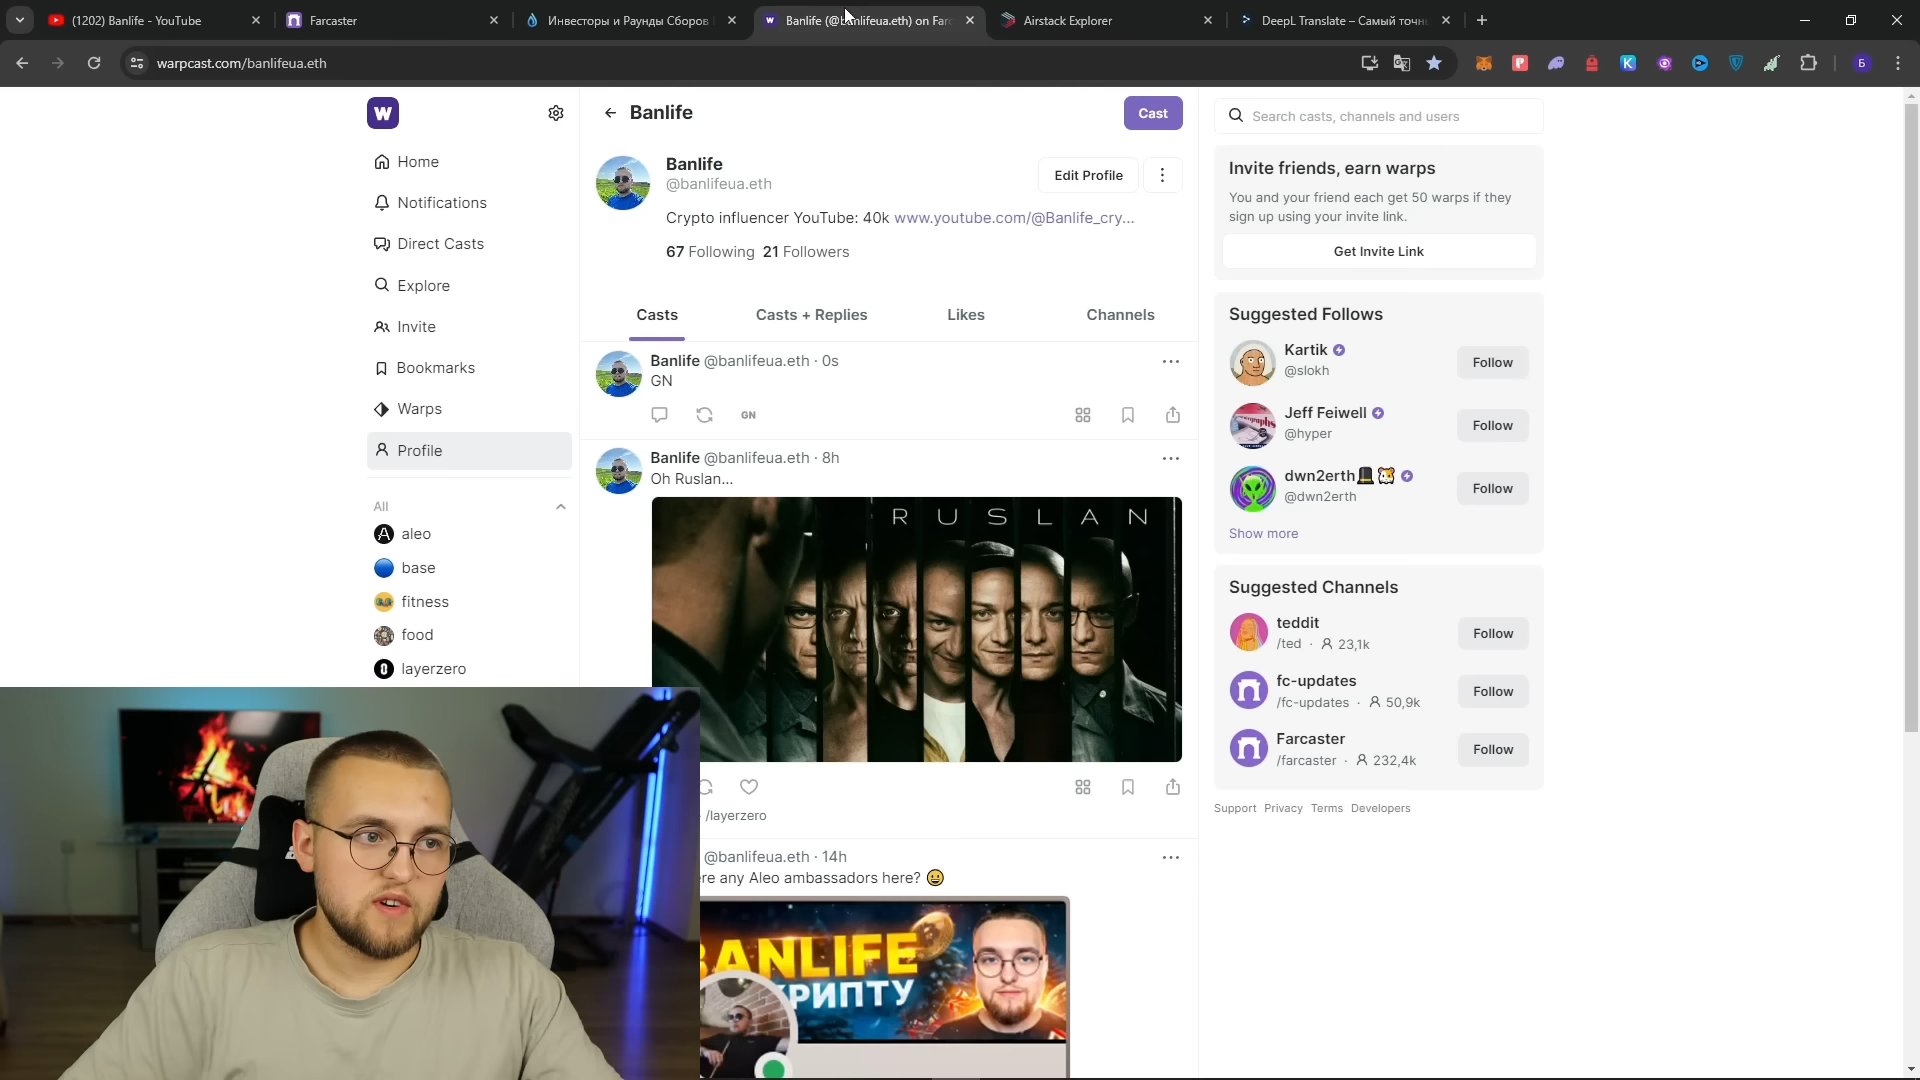 (1202) Banlife - YouTube
Farcaster
Инвесторы и Раунды Сборов
Banlife (@banlifeua.eth) on Far
Airstack Explorer
DeepL Translate – Самый точн
warpcast.com/banlifeua.eth
Б
W
Home
Notifications
Direct Casts
Explore
Invite
Bookmarks
Warps
Profile
All
aleo
base
fitness
food
layerzero
Banlife
Cast
Banlife
@banlifeua.eth
Edit Profile
Crypto influencer YouTube: 40k www.youtube.com/@Banlife_cry...
67 Following 21 Followers
Casts
Casts + Replies
Likes
Channels
Banlife @banlifeua.eth · 0s
GN
GN
Banlife @banlifeua.eth · 8h
Oh Ruslan...
RUSLAN
/layerzero
@banlifeua.eth · 14h
re any Aleo ambassadors here? 😀
BANLIFE
КРИПТУ
Search casts, channels and users
Invite friends, earn warps
You and your friend each get 50 warps if they
sign up using your invite link.
Get Invite Link
Suggested Follows
Kartik
@slokh
Follow
Jeff Feiwell
@hyper
Follow
dwn2erth🎩🐹
@dwn2erth
Follow
Show more
Suggested Channels
teddit
/ted · 23,1k
Follow
fc-updates
/fc-updates · 50,9k
Follow
Farcaster
/farcaster · 232,4k
Follow
Support Privacy Terms Developers